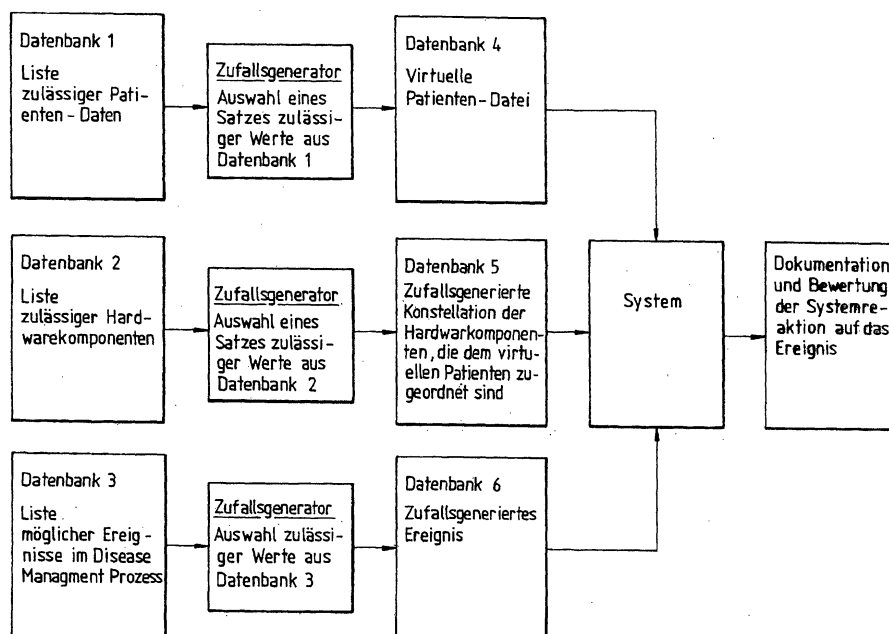 Datenbank 1
Liste
zulässiger Pati-
enten - Daten
Zufallsgenerator
Auswahl eines
Satzes zulässi-
ger Werte aus
Datenbank 1
Datenbank 4
Virtuelle
Patienten - Datei
Datenbank 2
Liste
zulässiger Hard-
warekomponenten
Zufallsgenerator
Auswahl eines
Satzes zulässi-
ger Werte aus
Datenbank 2
Datenbank 5
Zufallsgenerierte
Konstellation der
Hardwarkomponen-
ten, die dem virtu-
ellen Patienten zu-
geordnet sind
System
Dokumentation
und Bewertung
der Systemre-
aktion auf das
Ereignis
Datenbank 3
Liste
möglicher Ereig-
nisse im Disease
Managment Prozess
Zufallsgenerator
Auswahl zulässi-
ger Werte aus
Datenbank 3
Datenbank 6
Zufallsgeneriertes
Ereignis